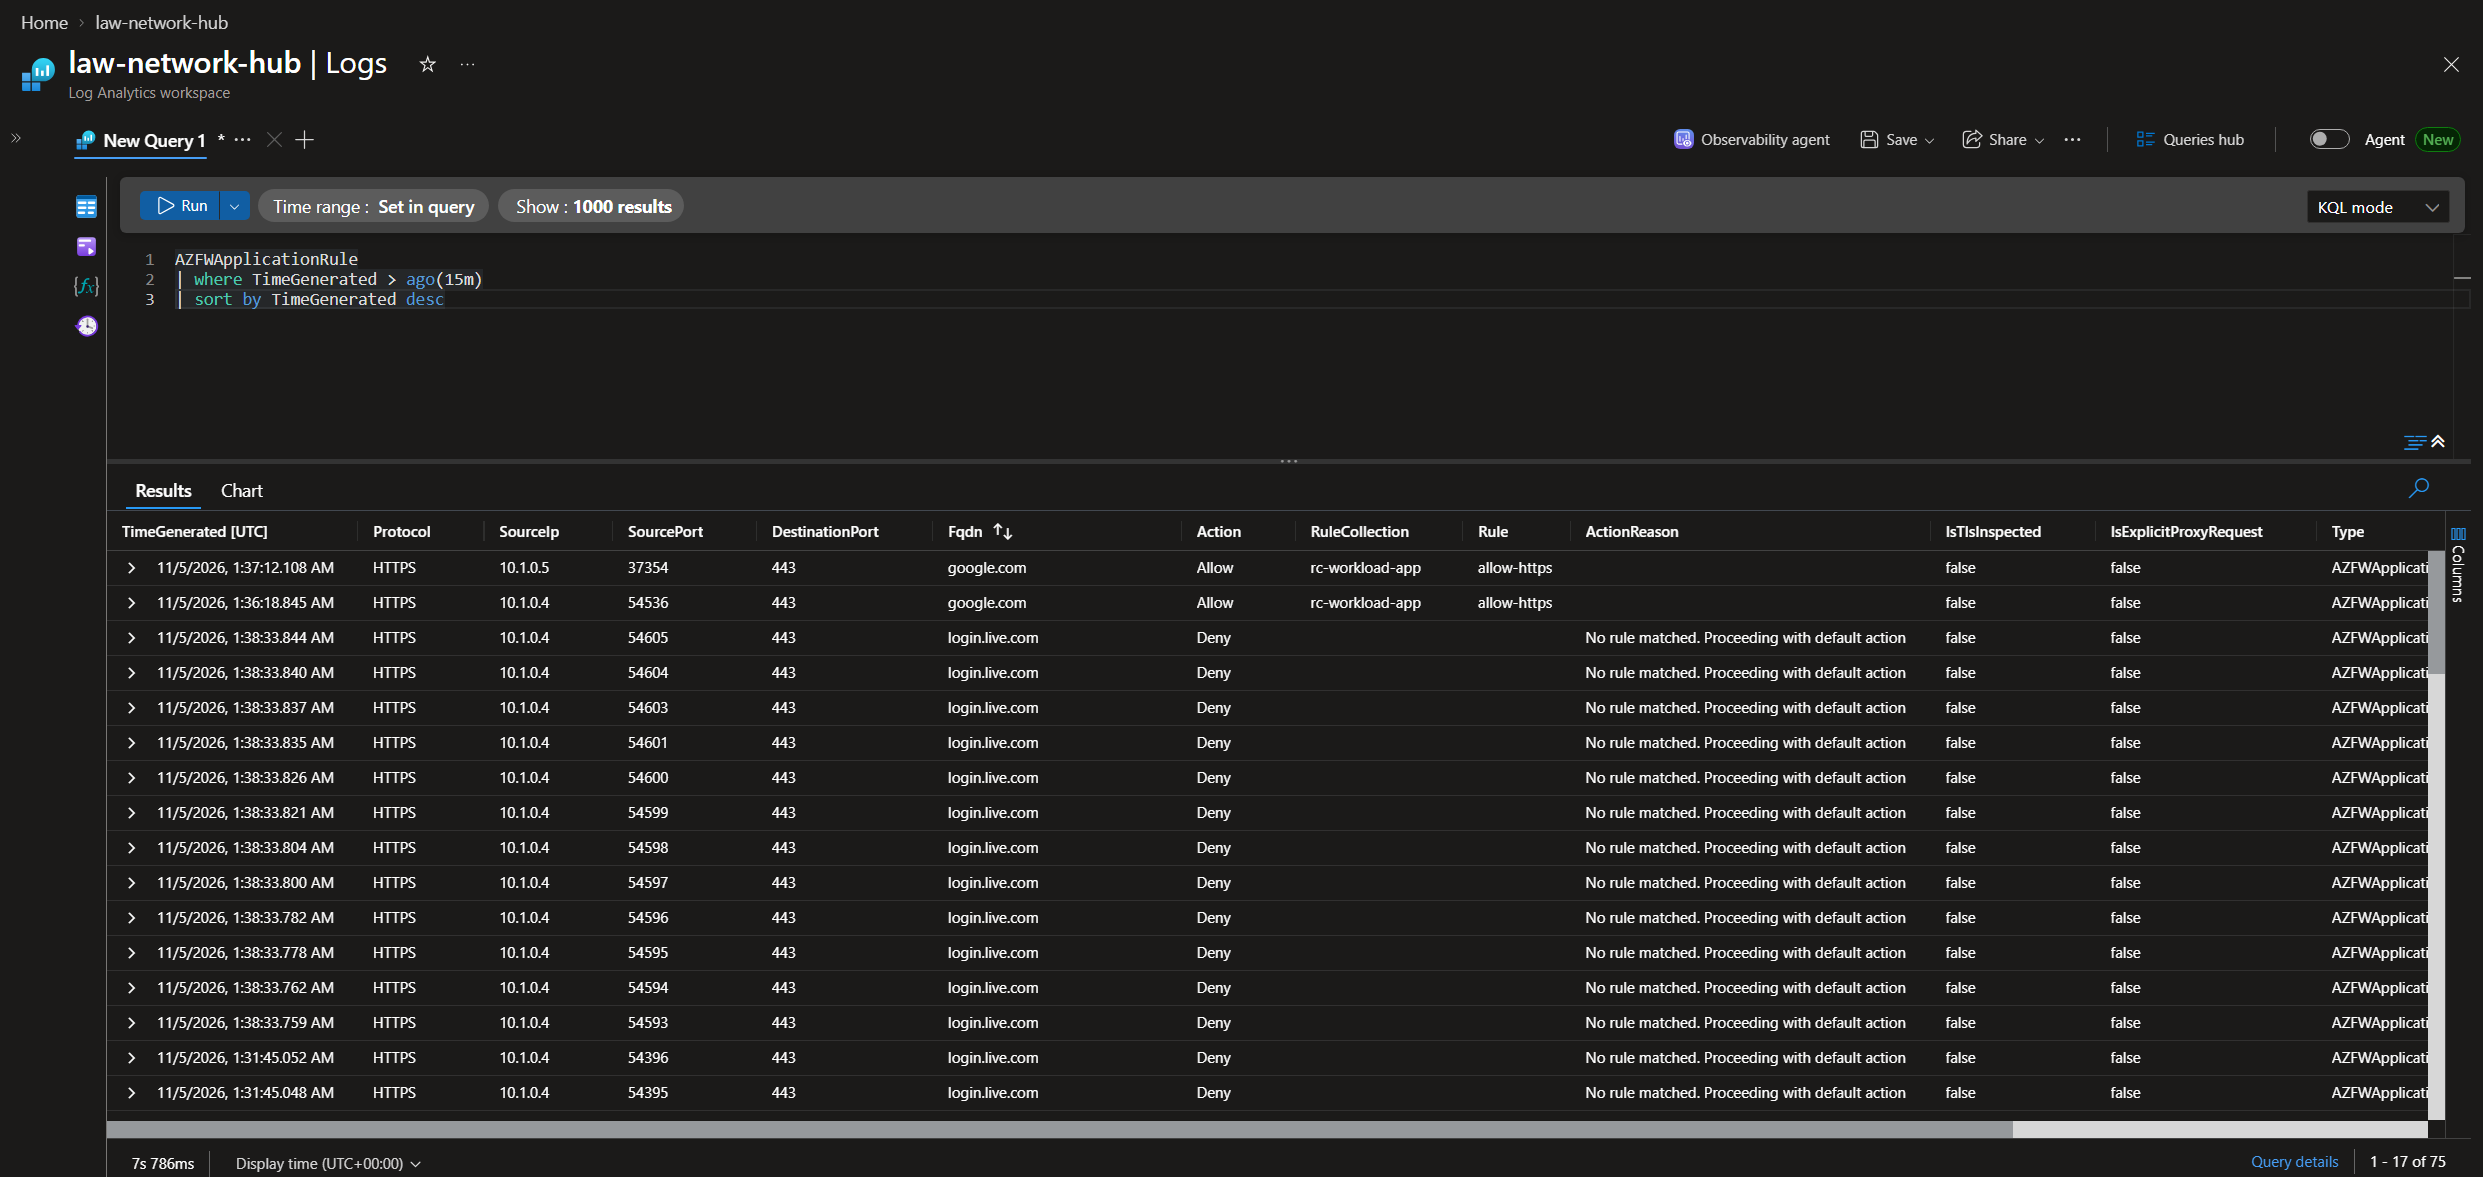 Home > law-network-hub
law-network-hub | Logs
Log Analytics workspace
New Query 1 *
Observability agent Save Share Queries hub Agent New
Run Time range : Set in query Show : 1000 results KQL mode
1 AZFWApplicationRule
2 | where TimeGenerated > ago(15m)
3 | sort by TimeGenerated desc
Results Chart
TimeGenerated [UTC] Protocol SourceIp SourcePort DestinationPort Fqdn Action RuleCollection Rule ActionReason IsTlsInspected IsExplicitProxyRequest Type
Columns
11/5/2026, 1:37:12.108 AM HTTPS 10.1.0.5 37354 443 google.com Allow rc-workload-app allow-https false false AZFWApplicati
11/5/2026, 1:36:18.845 AM HTTPS 10.1.0.4 54536 443 google.com Allow rc-workload-app allow-https false false AZFWApplicati
11/5/2026, 1:38:33.844 AM HTTPS 10.1.0.4 54605 443 login.live.com Deny No rule matched. Proceeding with default action false false AZFWApplicati
11/5/2026, 1:38:33.840 AM HTTPS 10.1.0.4 54604 443 login.live.com Deny No rule matched. Proceeding with default action false false AZFWApplicati
11/5/2026, 1:38:33.837 AM HTTPS 10.1.0.4 54603 443 login.live.com Deny No rule matched. Proceeding with default action false false AZFWApplicati
11/5/2026, 1:38:33.835 AM HTTPS 10.1.0.4 54601 443 login.live.com Deny No rule matched. Proceeding with default action false false AZFWApplicati
11/5/2026, 1:38:33.826 AM HTTPS 10.1.0.4 54600 443 login.live.com Deny No rule matched. Proceeding with default action false false AZFWApplicati
11/5/2026, 1:38:33.821 AM HTTPS 10.1.0.4 54599 443 login.live.com Deny No rule matched. Proceeding with default action false false AZFWApplicati
11/5/2026, 1:38:33.804 AM HTTPS 10.1.0.4 54598 443 login.live.com Deny No rule matched. Proceeding with default action false false AZFWApplicati
11/5/2026, 1:38:33.800 AM HTTPS 10.1.0.4 54597 443 login.live.com Deny No rule matched. Proceeding with default action false false AZFWApplicati
11/5/2026, 1:38:33.782 AM HTTPS 10.1.0.4 54596 443 login.live.com Deny No rule matched. Proceeding with default action false false AZFWApplicati
11/5/2026, 1:38:33.778 AM HTTPS 10.1.0.4 54595 443 login.live.com Deny No rule matched. Proceeding with default action false false AZFWApplicati
11/5/2026, 1:38:33.762 AM HTTPS 10.1.0.4 54594 443 login.live.com Deny No rule matched. Proceeding with default action false false AZFWApplicati
11/5/2026, 1:38:33.759 AM HTTPS 10.1.0.4 54593 443 login.live.com Deny No rule matched. Proceeding with default action false false AZFWApplicati
11/5/2026, 1:31:45.052 AM HTTPS 10.1.0.4 54396 443 login.live.com Deny No rule matched. Proceeding with default action false false AZFWApplicati
11/5/2026, 1:31:45.048 AM HTTPS 10.1.0.4 54395 443 login.live.com Deny No rule matched. Proceeding with default action false false AZFWApplicati
7s 786ms Display time (UTC+00:00) Query details 1 - 17 of 75